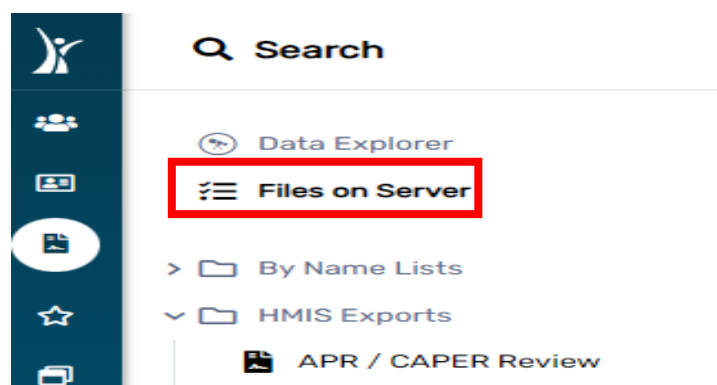 Search
Data Explorer
Files on Server
By Name Lists
HMIS Exports
APR / CAPER Review